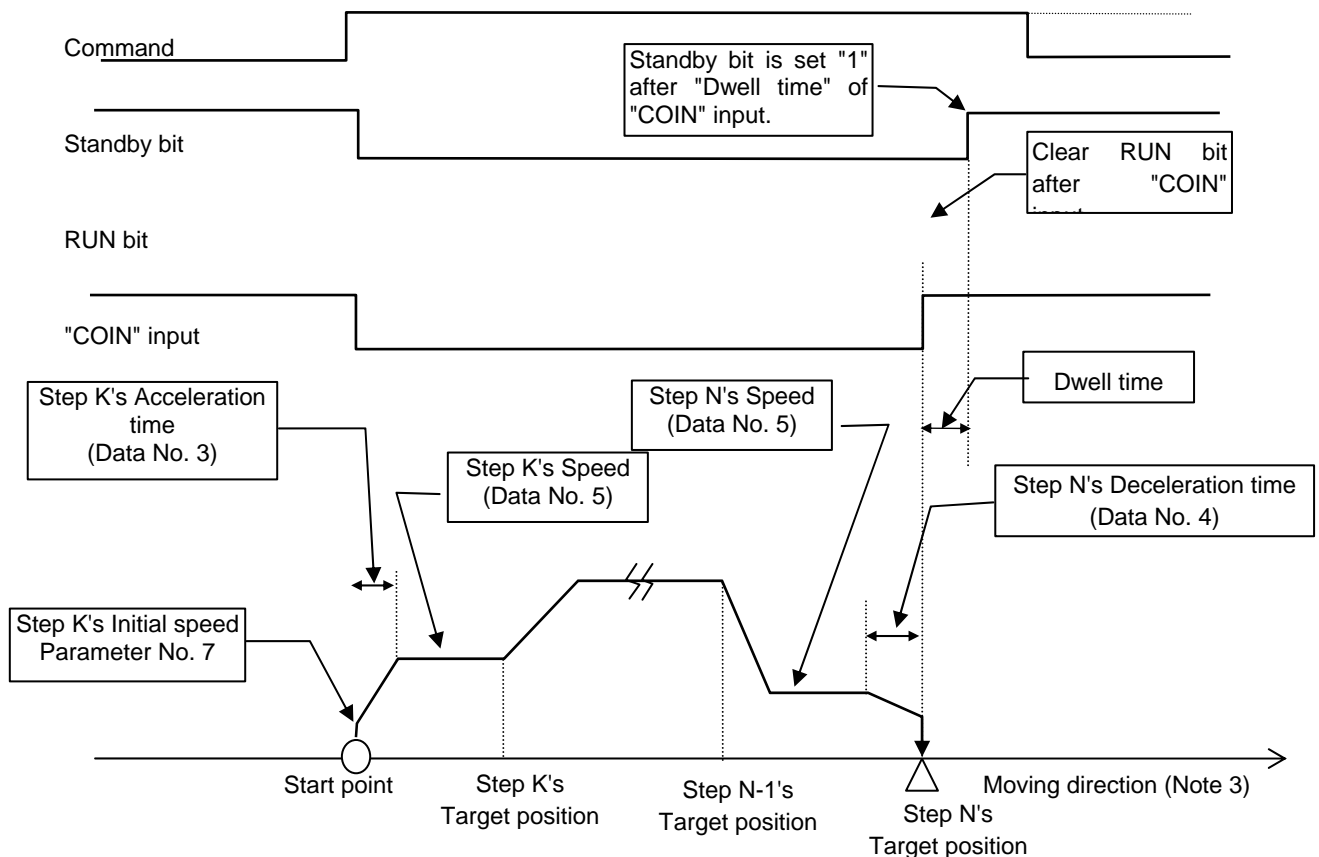 Command
Standby bit is set "1"
after "Dwell time" of
"COIN" input.
Standby bit
Clear RUN bit
after "COIN"
RUN bit
"COIN" input
Step K's Acceleration
time
(Data No. 3)
Step K's Speed
(Data No. 5)
Step N's Speed
(Data No. 5)
Dwell time
Step N's Deceleration time
(Data No. 4)
Step K's Initial speed
Parameter No. 7
Start point
Step K's
Target position
Step N-1's
Target position
Step N's
Target position
Moving direction (Note 3)